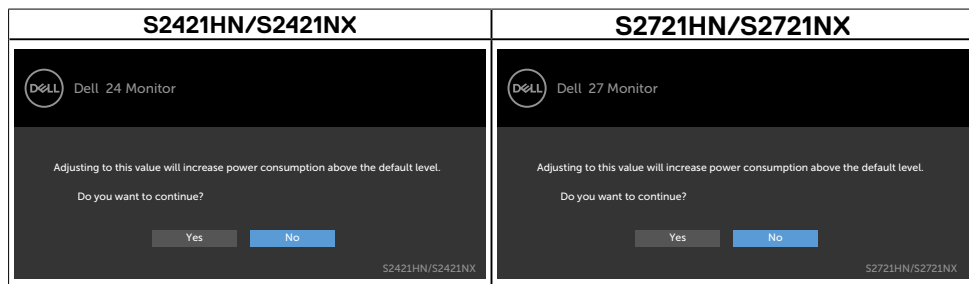 S2421HN/S2421NX
S2721HN/S2721NX
DELL Dell 24 Monitor
Adjusting to this value will increase power consumption above the default level.
Do you want to continue?
Yes No
S2421HN/S2421NX
DELL Dell 27 Monitor
Adjusting to this value will increase power consumption above the default level.
Do you want to continue?
Yes No
S2721HN/S2721NX